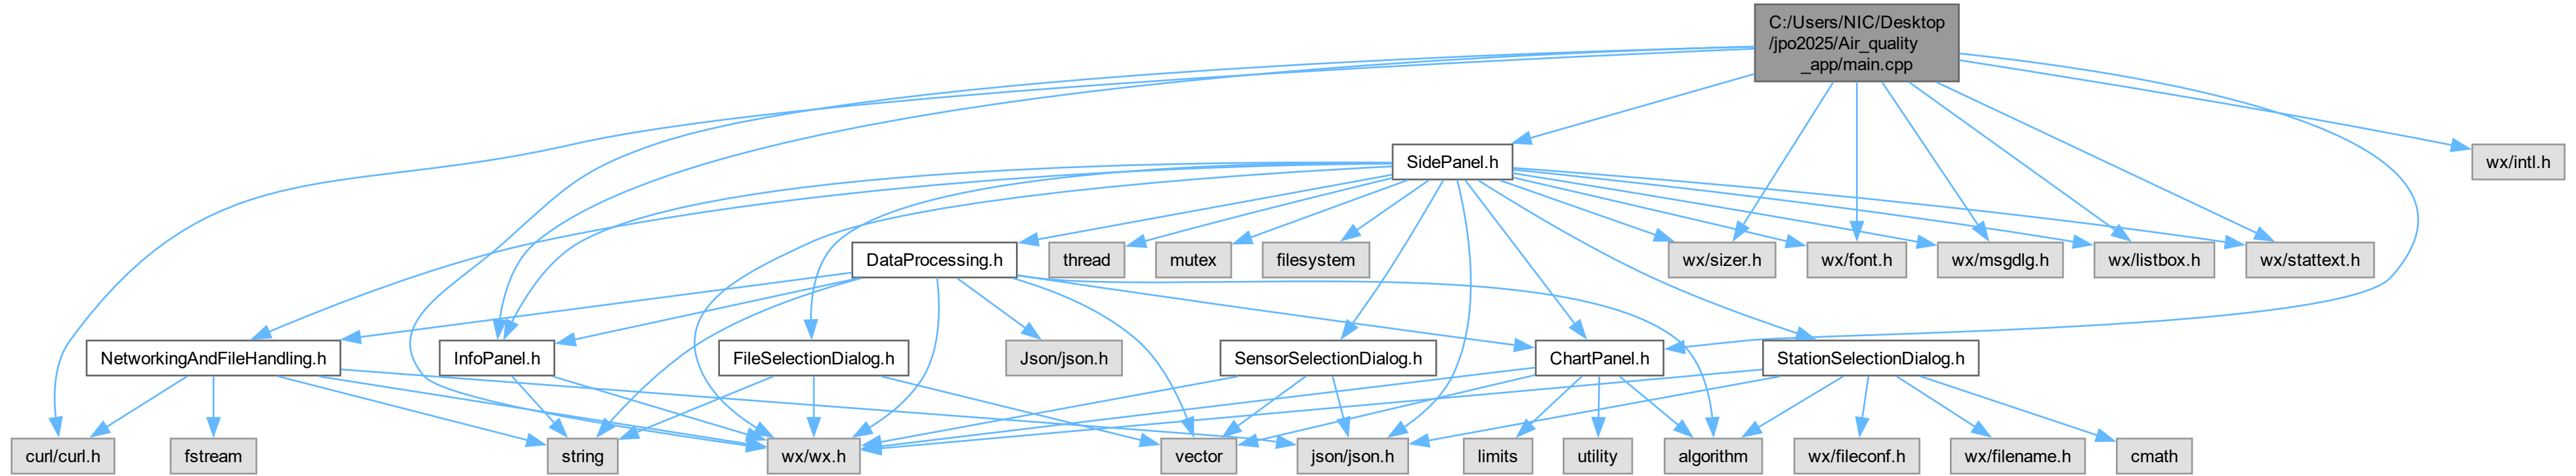 C:/Users/NIC/Desktop
/jpo2025/Air_quality
_app/main.cpp
SidePanel.h
wx/intl.h
DataProcessing.h
thread
mutex
filesystem
wx/sizer.h
wx/font.h
wx/msgdlg.h
wx/listbox.h
wx/stattext.h
NetworkingAndFileHandling.h
InfoPanel.h
FileSelectionDialog.h
Json/json.h
SensorSelectionDialog.h
ChartPanel.h
StationSelectionDialog.h
curl/curl.h
fstream
string
wx/wx.h
vector
json/json.h
limits
utility
algorithm
wx/fileconf.h
wx/filename.h
cmath